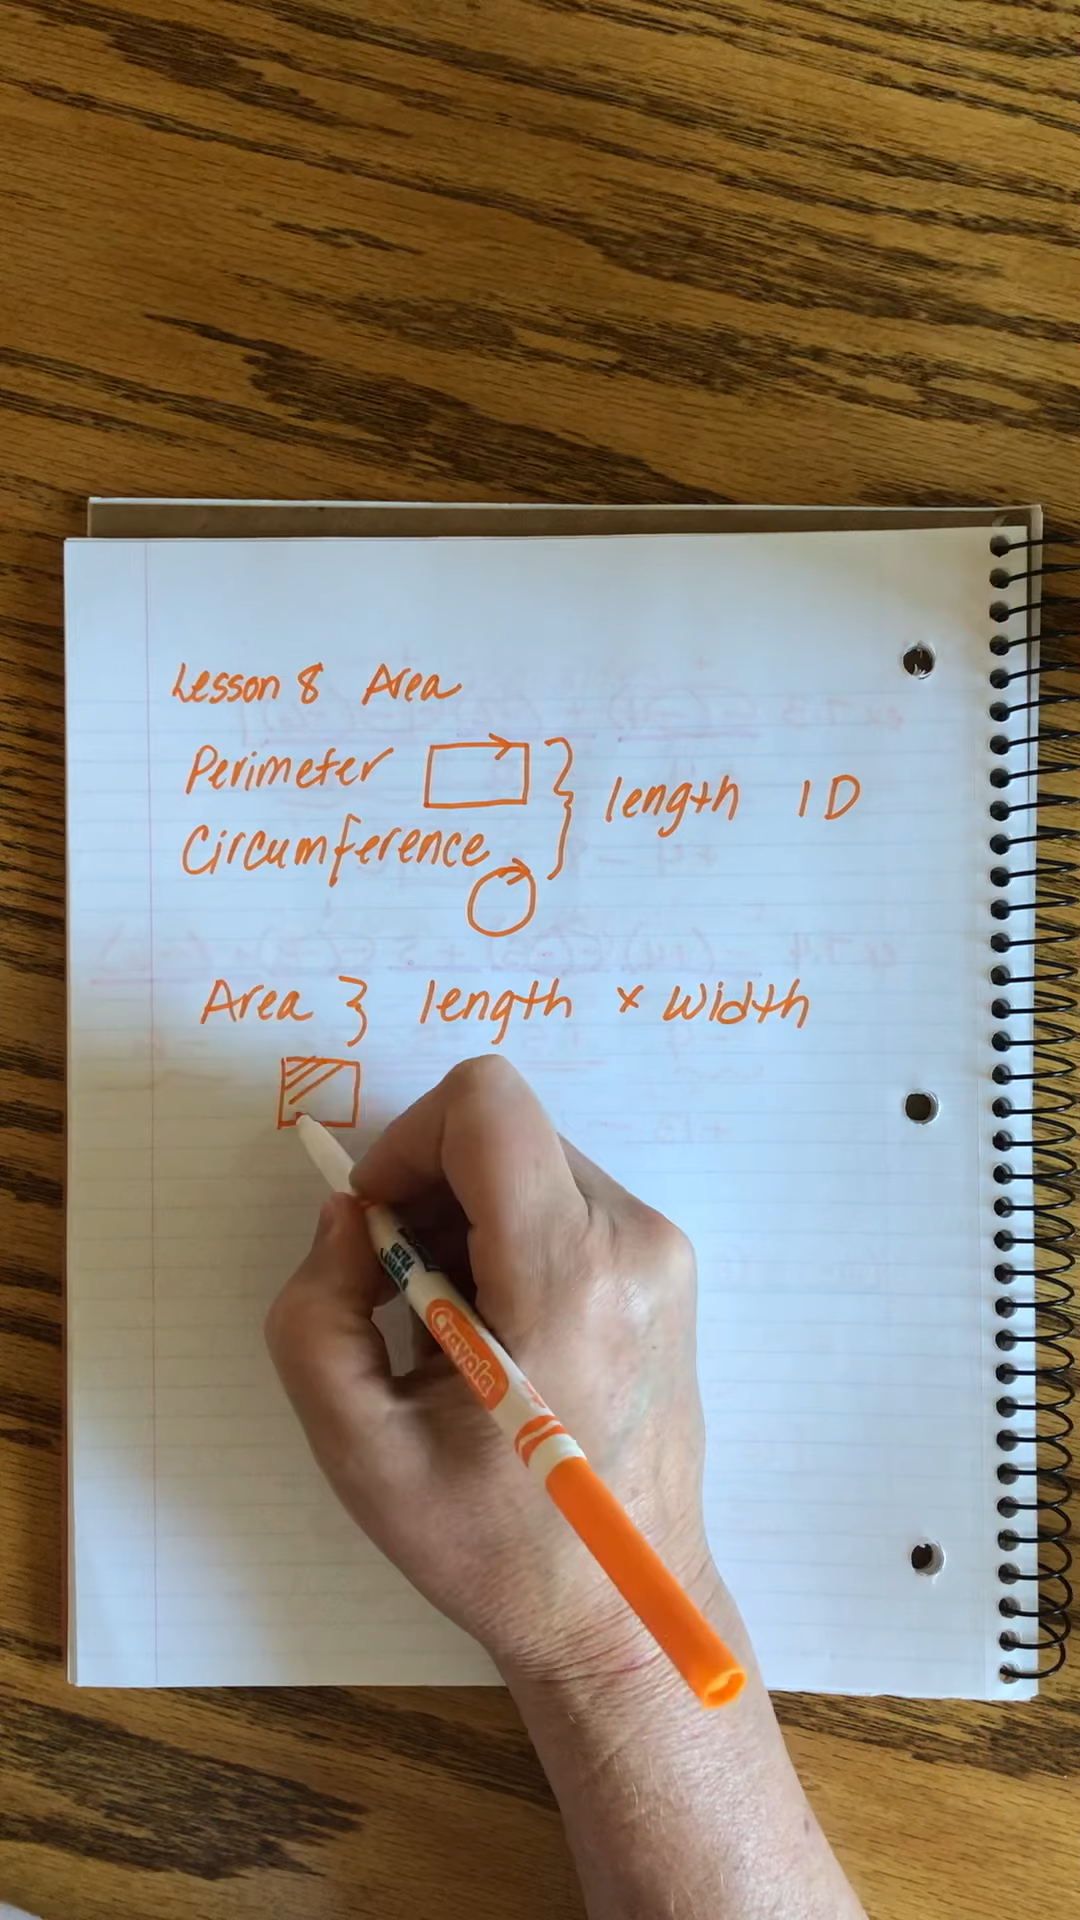 Lesson 8 Area
Perimeter } length 1D
Circumference
Area } length × width
Crayola